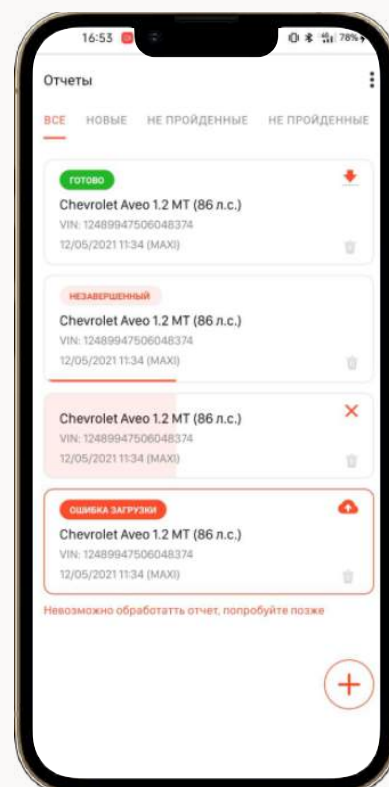 16:53 78%
Отчеты
ВСЕ НОВЫЕ НЕ ПРОЙДЕННЫЕ НЕ ПРОЙДЕННЫЕ
ГОТОВО
Chevrolet Aveo 1.2 MT (86 л.с.)
VIN: 12489947506048374
12/05/2021 11:34 (MAXI)
НЕЗАВЕРШЕННЫЙ
Chevrolet Aveo 1.2 MT (86 л.с.)
VIN: 12489947506048374
12/05/2021 11:34 (MAXI)
Chevrolet Aveo 1.2 MT (86 л.с.)
VIN: 12489947506048374
12/05/2021 11:34 (MAXI)
ОШИБКА ЗАГРУЗКИ
Chevrolet Aveo 1.2 MT (86 л.с.)
VIN: 12489947506048374
12/05/2021 11:34 (MAXI)
Невозможно обработатть отчет, попробуйте позже